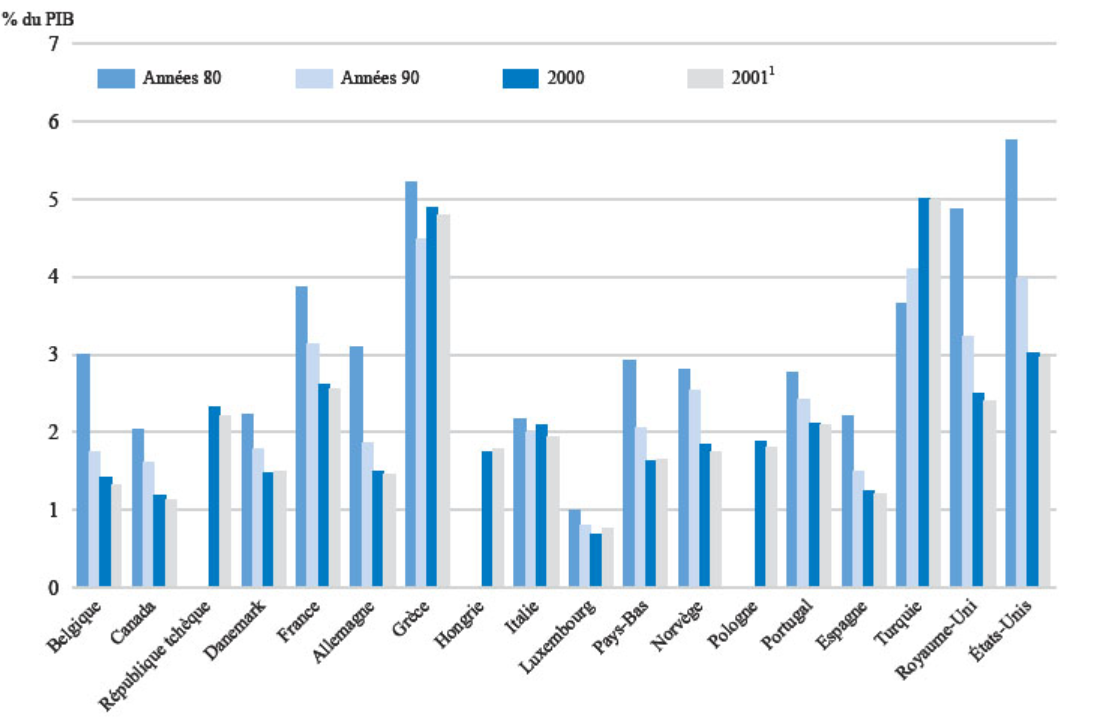 % du PIB
7
Années 80 Années 90 2000 2001¹
6
5
4
3
2
1
0
Belgique
Canada
République tchèque
Danemark
France
Allemagne
Grèce
Hongrie
Italie
Luxembourg
Pays-Bas
Norvège
Pologne
Portugal
Espagne
Turquie
Royaume-Uni
États-Unis